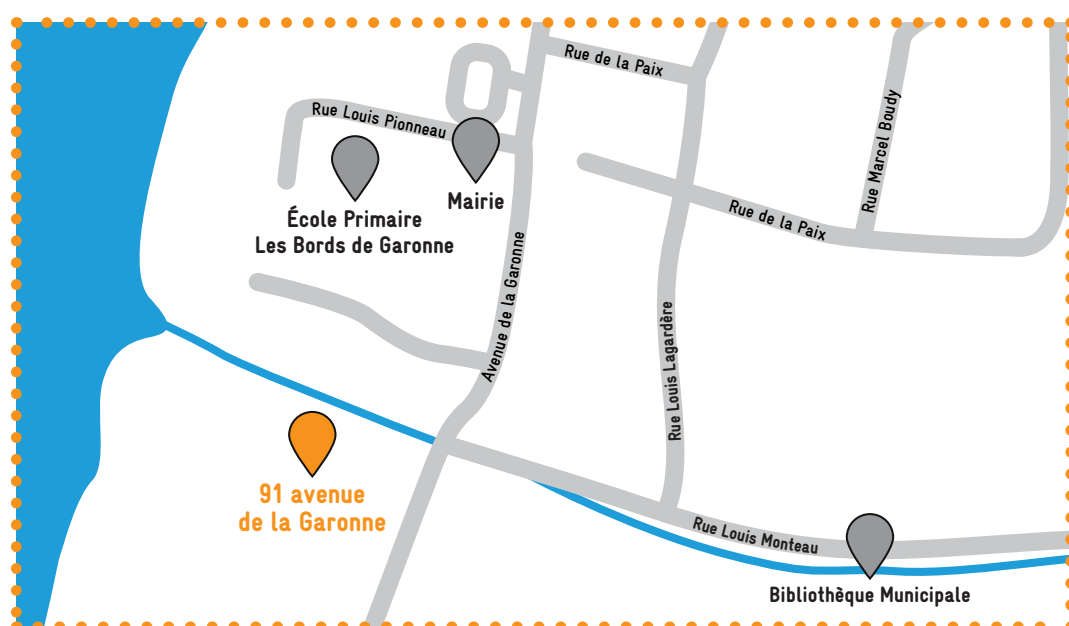 Rue de la Paix
Rue Louis Pionneau
Rue Marcel Boudy
Mairie
École Primaire
Les Bords de Garonne
Rue de la Paix
Avenue de la Garonne
Rue Louis Lagardère
91 avenue
de la Garonne
Rue Louis Monteau
Bibliothèque Municipale